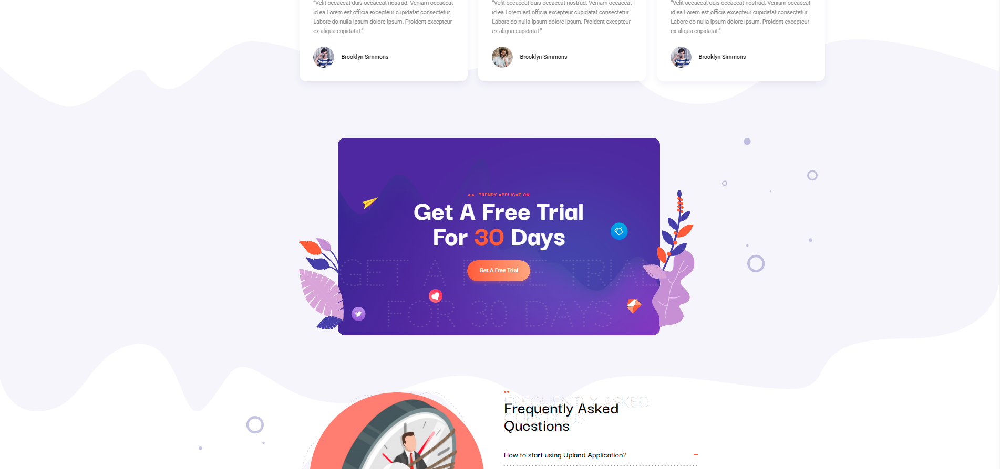 "Velit occaecat duis occaecat nostrud. Veniam occaecat
id ea Lorem est officia excepteur cupidatat consectetur.
Labore do nulla ipsum dolore ipsum. Proident excepteur
ex aliqua cupidatat."
Brooklyn Simmons
"Velit occaecat duis occaecat nostrud. Veniam occaecat
id ea Lorem est officia excepteur cupidatat consectetur.
Labore do nulla ipsum dolore ipsum. Proident excepteur
ex aliqua cupidatat."
Brooklyn Simmons
"Velit occaecat duis occaecat nostrud. Veniam occaecat
id ea Lorem est officia excepteur cupidatat consectetur.
Labore do nulla ipsum dolore ipsum. Proident excepteur
ex aliqua cupidatat."
Brooklyn Simmons
TRENDY APPLICATION
Get A Free Trial
For 30 Days
GET A FREE TRIAL
Get A Free Trial
FOR 30 DAYS
FREQUENTLY ASKED
QUESTIONS
Frequently Asked
Questions
How to start using Upland Application?